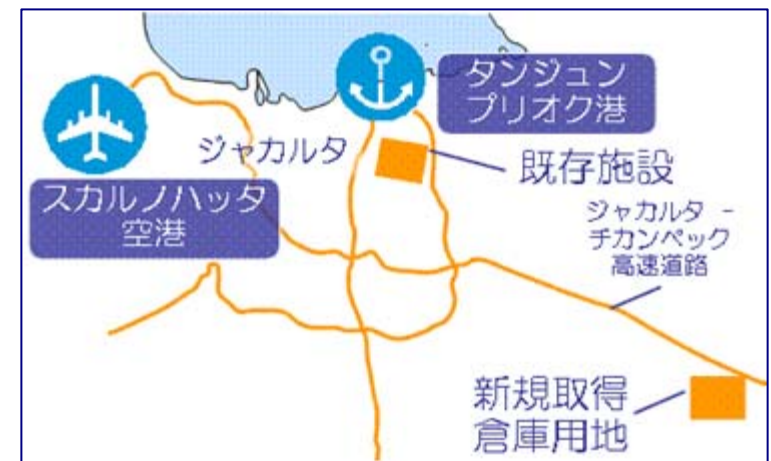 タンジュン
プリオク港
ジャカルタ
既存施設
スカルノハッタ
空港
ジャカルタ －
チカンペック
高速道路
新規取得
倉庫用地